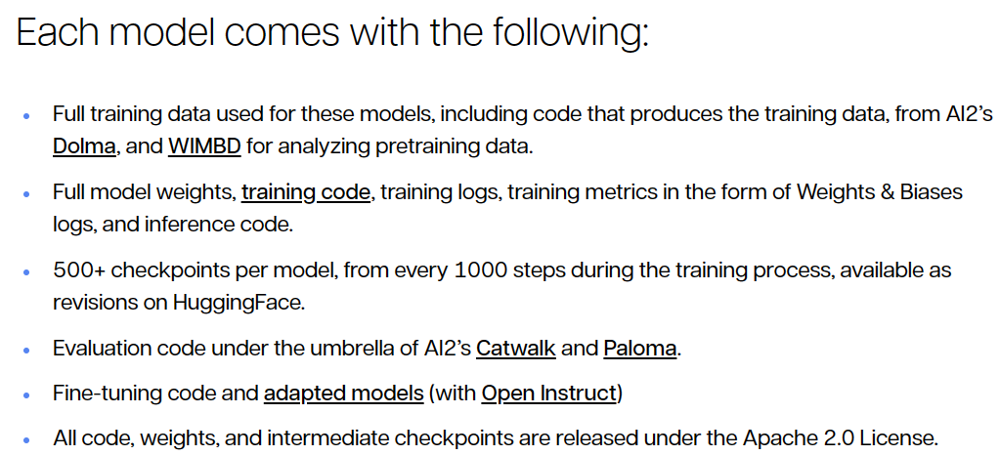 Each model comes with the following:
• Full training data used for these models, including code that produces the training data, from AI2's
Dolma, and WIMBD for analyzing pretraining data.
• Full model weights, training code, training logs, training metrics in the form of Weights & Biases
logs, and inference code.
• 500+ checkpoints per model, from every 1000 steps during the training process, available as
revisions on HuggingFace.
• Evaluation code under the umbrella of AI2's Catwalk and Paloma.
• Fine-tuning code and adapted models (with Open Instruct)
• All code, weights, and intermediate checkpoints are released under the Apache 2.0 License.